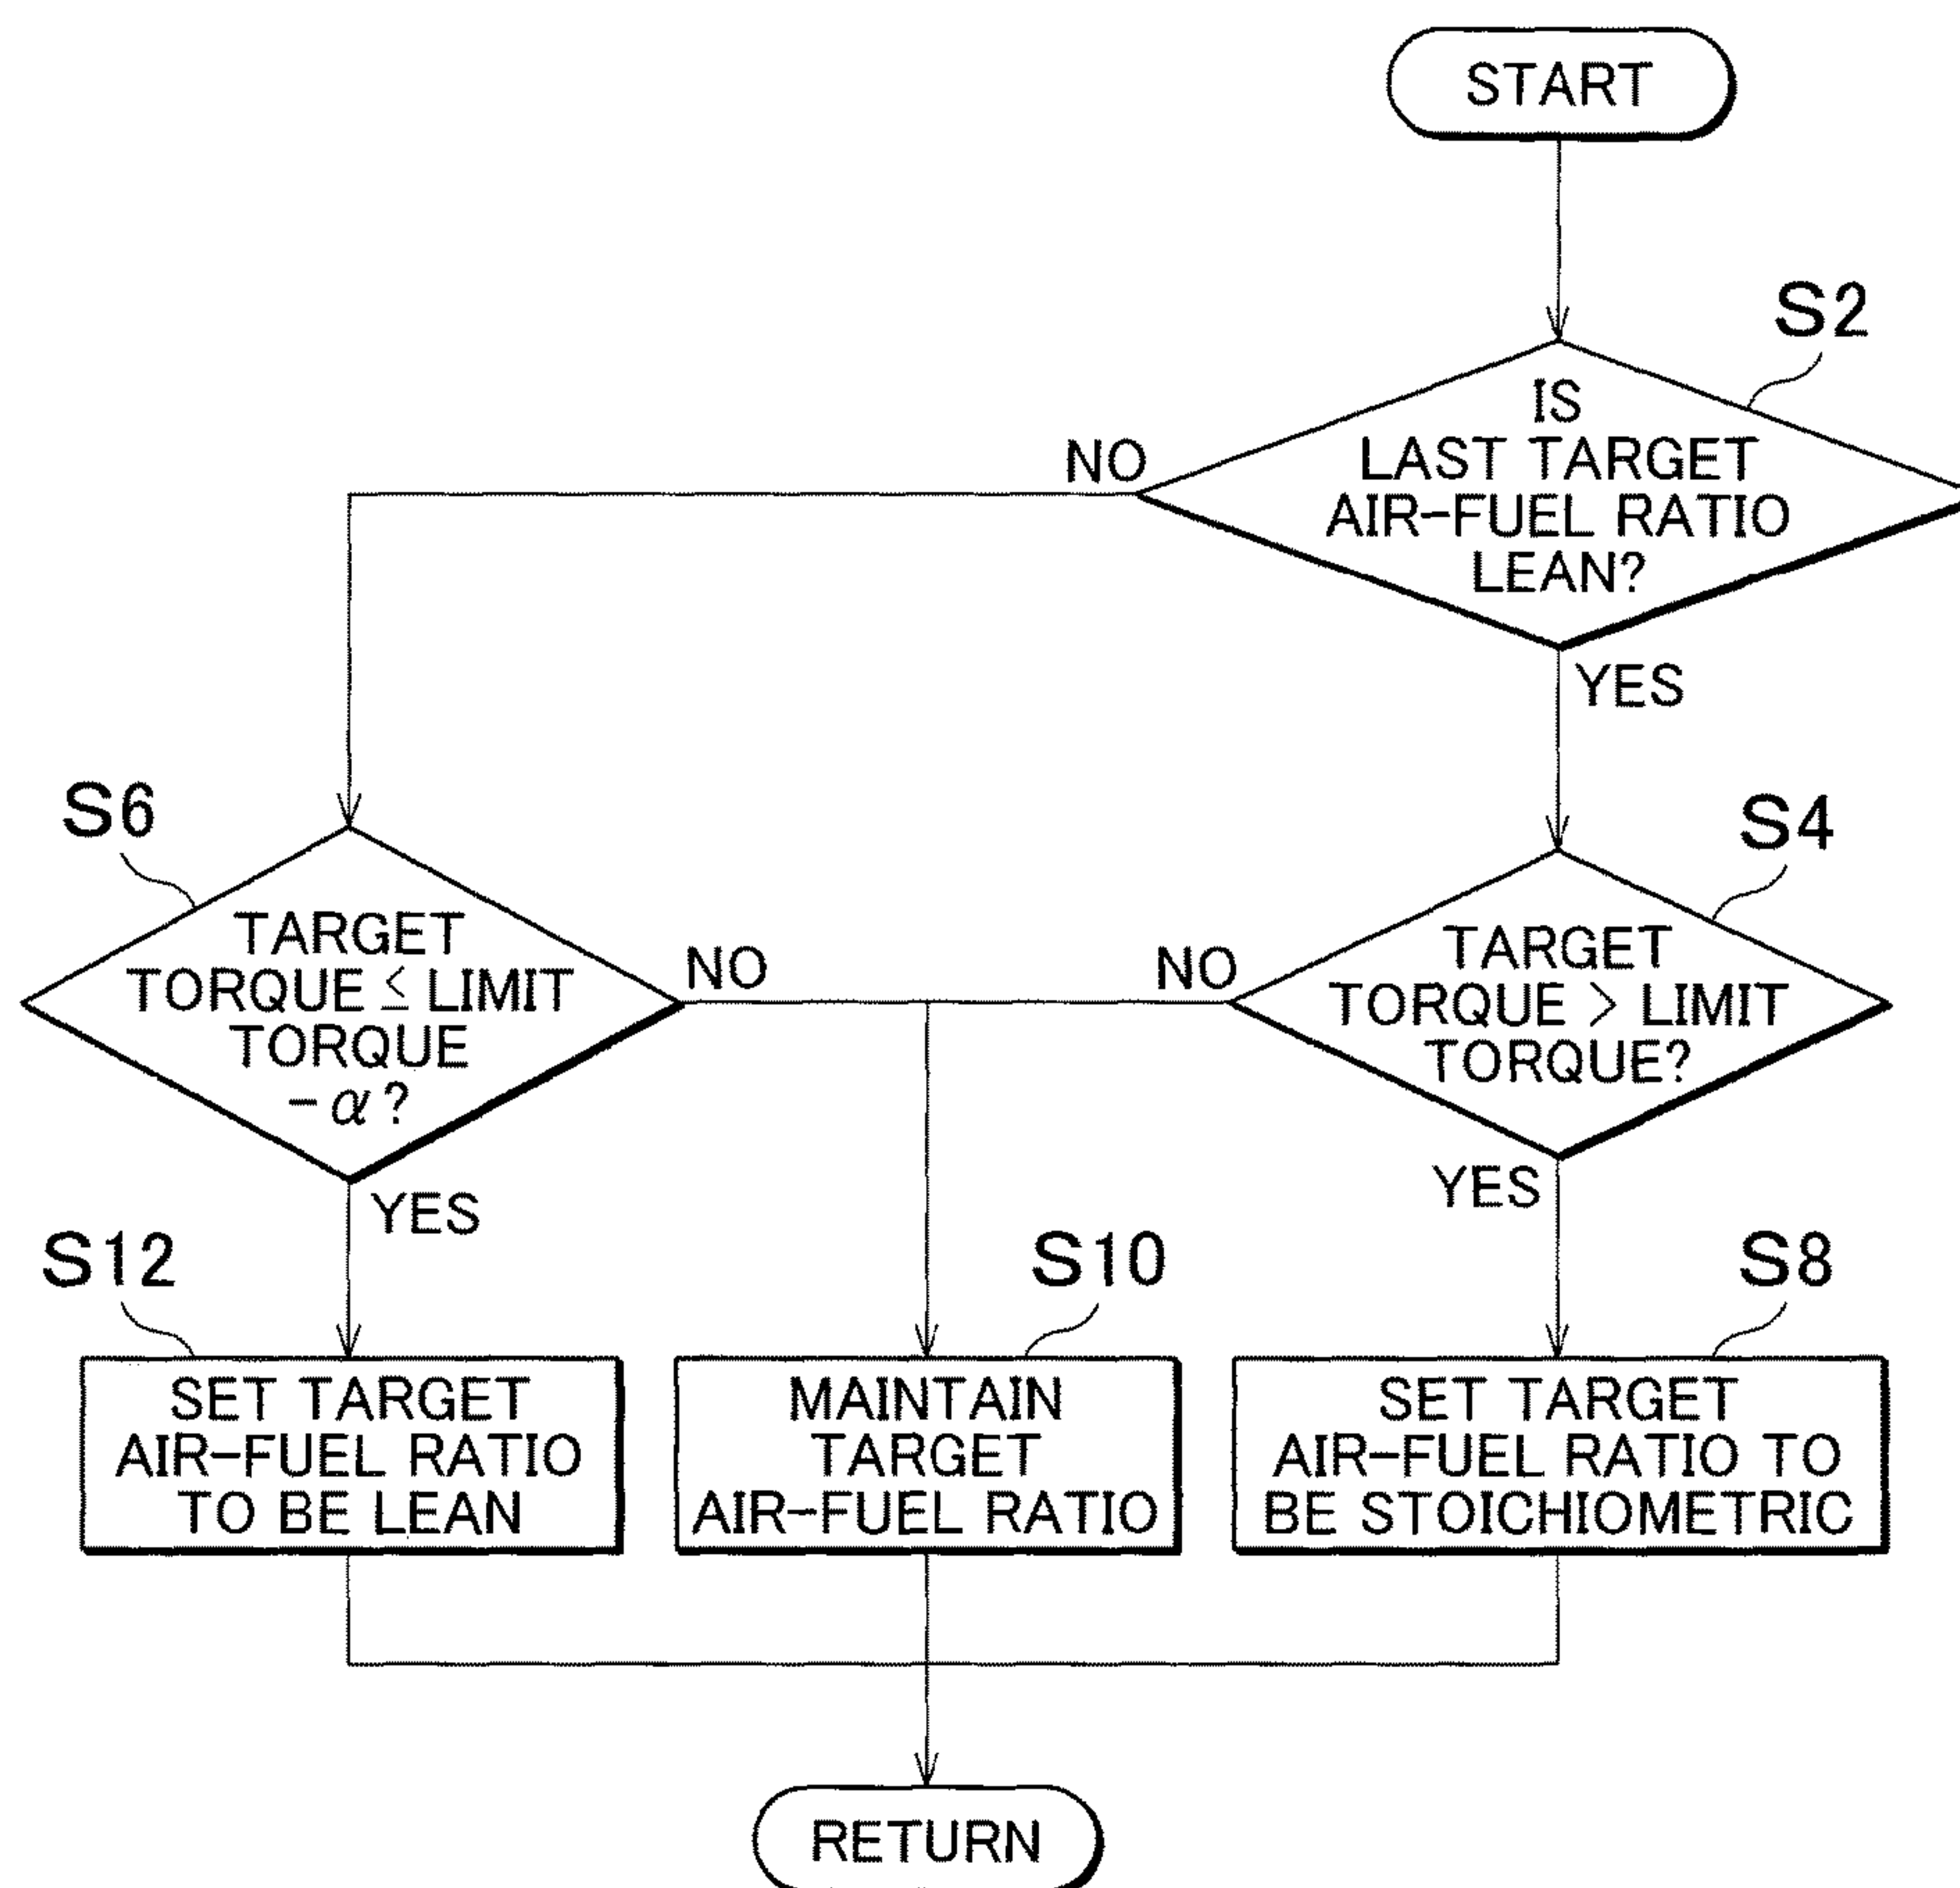 START
S2
IS
LAST TARGET
AIR-FUEL RATIO
LEAN?
NO
YES
S6
TARGET
TORQUE ≤ LIMIT
TORQUE
- α ?
NO
YES
S4
TARGET
TORQUE > LIMIT
TORQUE?
NO
YES
S12
SET TARGET
AIR-FUEL RATIO
TO BE LEAN
S10
MAINTAIN
TARGET
AIR-FUEL RATIO
S8
SET TARGET
AIR-FUEL RATIO TO
BE STOICHIOMETRIC
RETURN